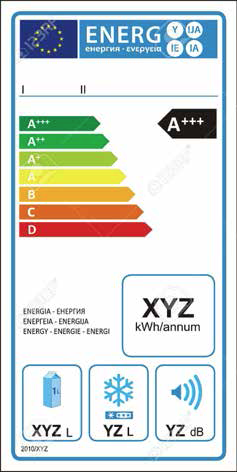 ENERG Y IJA
енергия · ενεργεια IE IA
I II
A+++
A+++
A++
A+
A
B
C
D
ENERGIA - ЕНЕРГИЯ
ΕΝΕΡΓΕΙΑ - ENERGIJA
ENERGY - ENERGIE - ENERGI
XYZ
kWh/annum
1L
XYZ L
YZ L
YZ dB
2010/XYZ